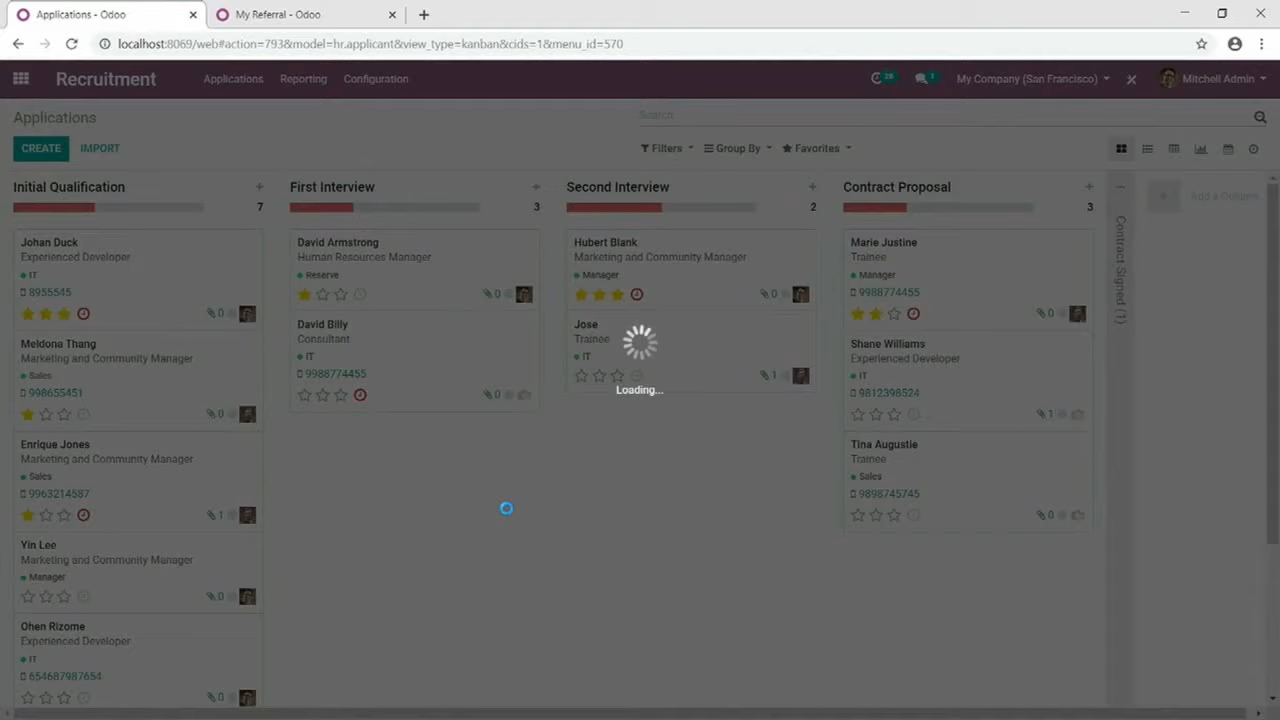 Applications - Odoo
My Referral - Odoo
localhost:8069/web#action=793&model=hr.applicant&view_type=kanban&cids=1&menu_id=570
Recruitment Applications Reporting Configuration 28 1 My Company (San Francisco) Mitchell Admin
Applications Search
CREATE IMPORT Filters Group By Favorites
Initial Qualification
7
Johan Duck
Experienced Developer
IT
8955545
0
Meldona Thang
Marketing and Community Manager
Sales
998655451
0
Enrique Jones
Marketing and Community Manager
Sales
9963214587
1
Yin Lee
Marketing and Community Manager
Manager
0
Ohen Rizome
Experienced Developer
IT
654687987654
0
First Interview
3
David Armstrong
Human Resources Manager
Reserve
0
David Billy
Consultant
IT
9988774455
0
Second Interview
2
Hubert Blank
Marketing and Community Manager
Manager
0
Jose
Trainee
IT
1
Loading...
Contract Proposal
3
Marie Justine
Trainee
Manager
9988774455
0
Shane Williams
Experienced Developer
IT
9812398524
1
Tina Augustie
Trainee
Sales
9898745745
0
Contract Signed (1)
Add a Column